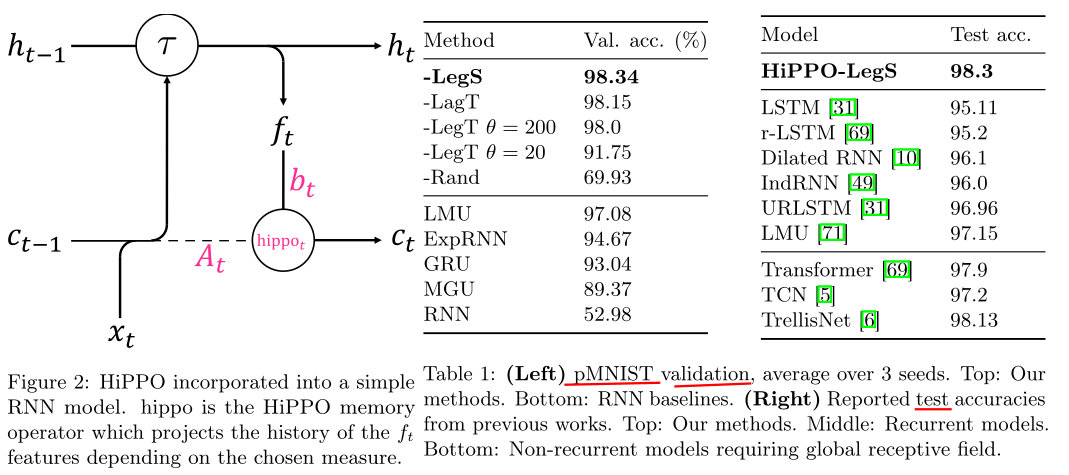 h_{t-1}
τ
h_t
f_t
b_t
c_{t-1}
hippo_t
c_t
A_t
x_t
Figure 2: HiPPO incorporated into a simple
RNN model. hippo is the HiPPO memory
operator which projects the history of the f_t
features depending on the chosen measure.
Method Val. acc. (%)
-LegS 98.34
-LagT 98.15
-LegT θ = 200 98.0
-LegT θ = 20 91.75
-Rand 69.93
LMU 97.08
ExpRNN 94.67
GRU 93.04
MGU 89.37
RNN 52.98
Model Test acc.
HiPPO-LegS 98.3
LSTM [31] 95.11
r-LSTM [69] 95.2
Dilated RNN [10] 96.1
IndRNN [49] 96.0
URLSTM [31] 96.96
LMU [71] 97.15
Transformer [69] 97.9
TCN [5] 97.2
TrellisNet [6] 98.13
Table 1: (Left) pMNIST validation, average over 3 seeds. Top: Our
methods. Bottom: RNN baselines. (Right) Reported test accuracies
from previous works. Top: Our methods. Middle: Recurrent models.
Bottom: Non-recurrent models requiring global receptive field.